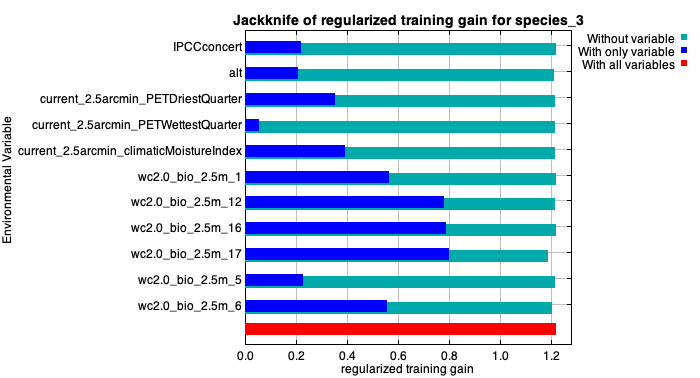 Jackknife of regularized training gain for species_3
Without variable
With only variable
With all variables
Environmental Variable
IPCCconcert
alt
current_2.5arcmin_PETDriestQuarter
current_2.5arcmin_PETWettestQuarter
current_2.5arcmin_climaticMoistureIndex
wc2.0_bio_2.5m_1
wc2.0_bio_2.5m_12
wc2.0_bio_2.5m_16
wc2.0_bio_2.5m_17
wc2.0_bio_2.5m_5
wc2.0_bio_2.5m_6
0.0 0.2 0.4 0.6 0.8 1.0 1.2
regularized training gain